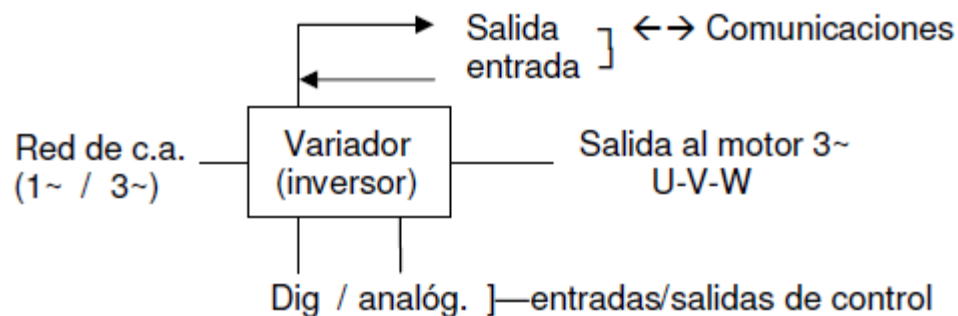 Salida
entrada ] ←→ Comunicaciones
Red de c.a.
(1~ / 3~)
Variador
(inversor)
Salida al motor 3~
U-V-W
Dig / analóg. ]—entradas/salidas de control